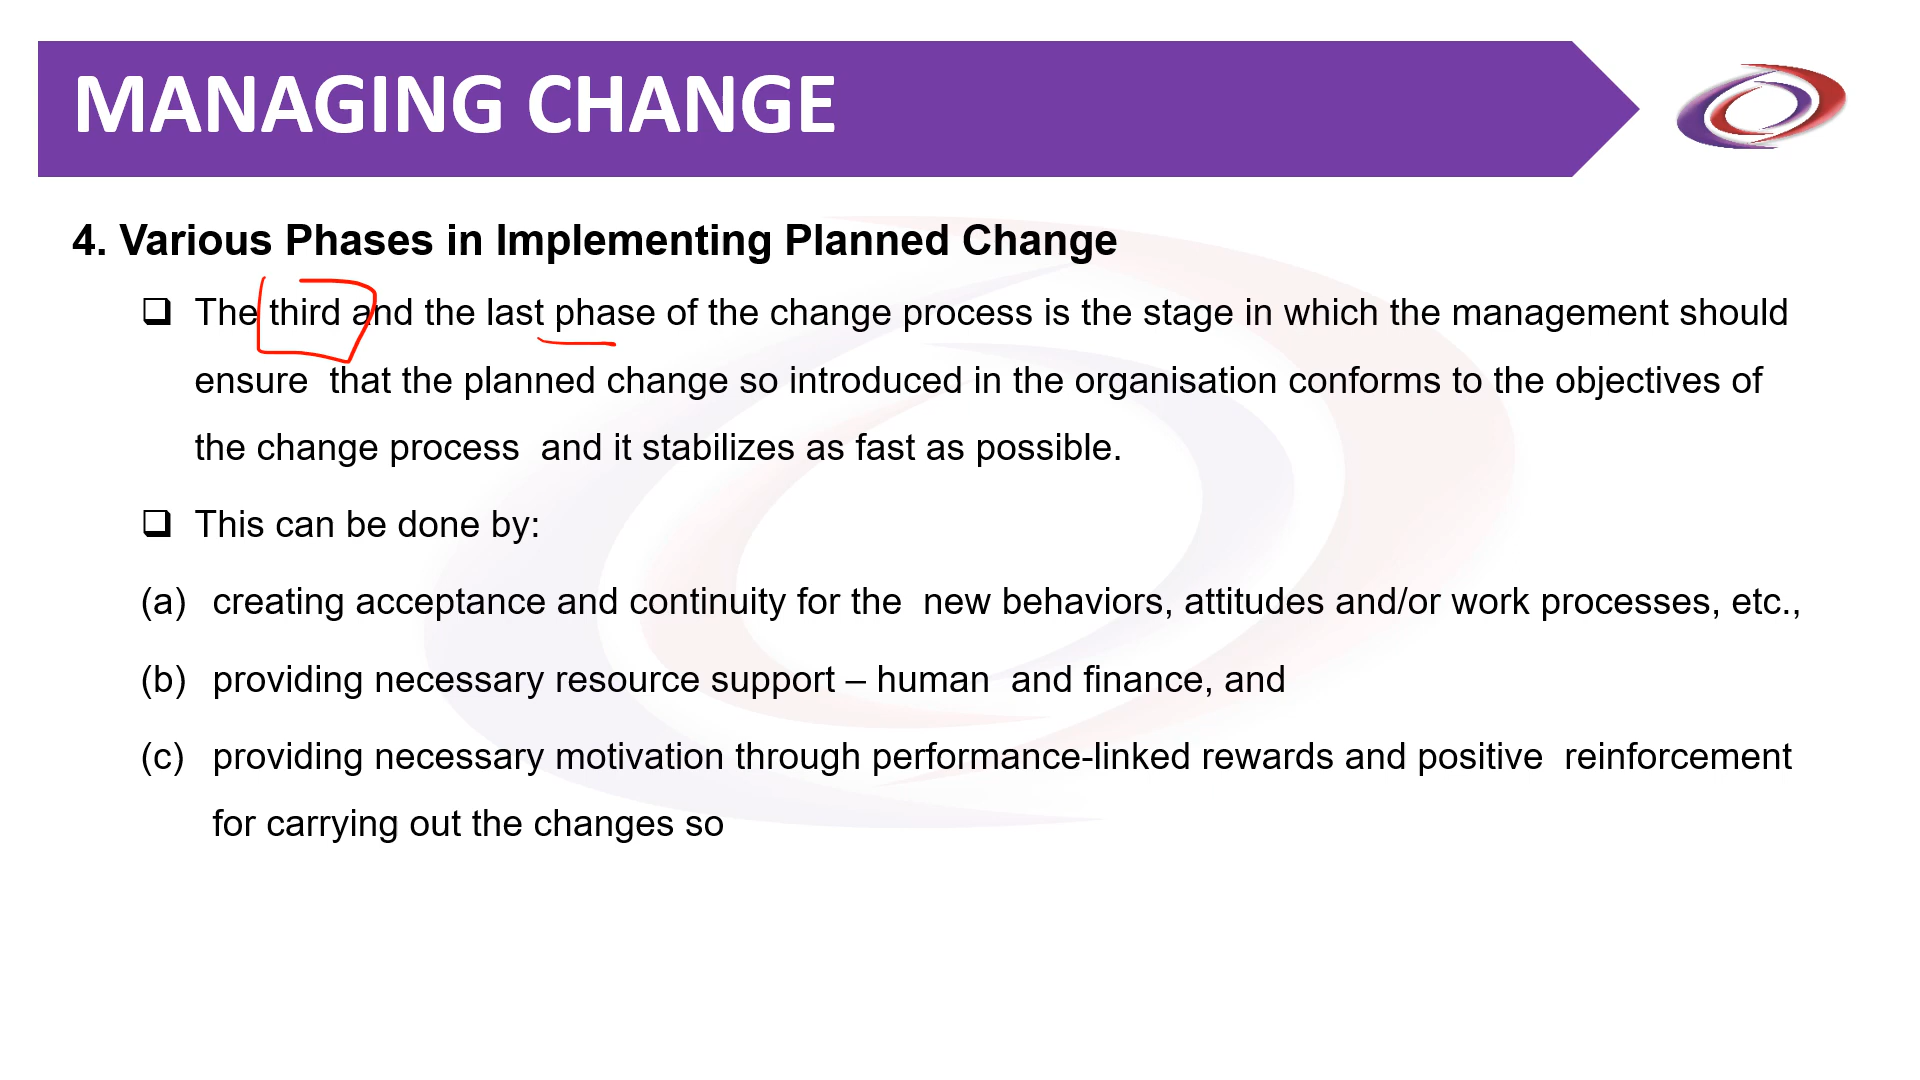 MANAGING CHANGE
4. Various Phases in Implementing Planned Change
The third and the last phase of the change process is the stage in which the management should
ensure that the planned change so introduced in the organisation conforms to the objectives of
the change process and it stabilizes as fast as possible.
This can be done by:
(a) creating acceptance and continuity for the new behaviors, attitudes and/or work processes, etc.,
(b) providing necessary resource support – human and finance, and
(c) providing necessary motivation through performance-linked rewards and positive reinforcement
for carrying out the changes so